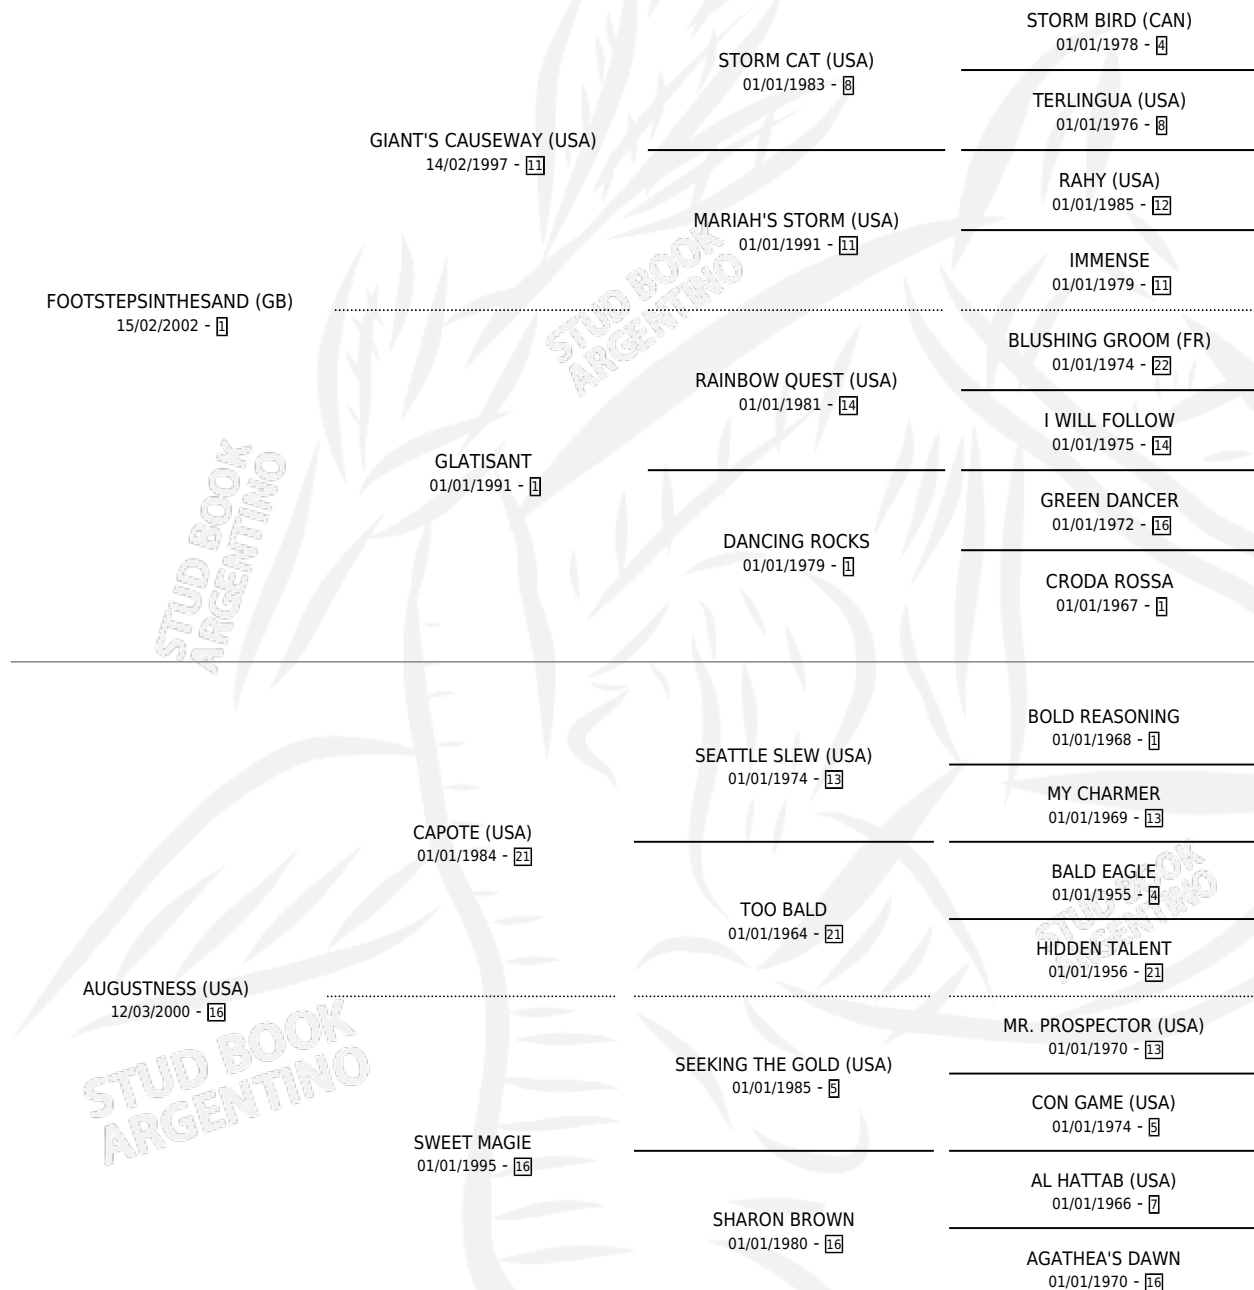 STORM BIRD (CAN)
01/01/1978 - 4
STORM CAT (USA)
01/01/1983 - 8
TERLINGUA (USA)
01/01/1976 - 8
GIANT'S CAUSEWAY (USA)
14/02/1997 - 11
RAHY (USA)
01/01/1985 - 12
MARIAH'S STORM (USA)
01/01/1991 - 11
IMMENSE
01/01/1979 - 11
FOOTSTEPSINTHESAND (GB)
15/02/2002 - 1
BLUSHING GROOM (FR)
01/01/1974 - 22
RAINBOW QUEST (USA)
01/01/1981 - 14
I WILL FOLLOW
01/01/1975 - 14
GLATISANT
01/01/1991 - 1
GREEN DANCER
01/01/1972 - 16
DANCING ROCKS
01/01/1979 - 1
CRODA ROSSA
01/01/1967 - 1
BOLD REASONING
01/01/1968 - 1
SEATTLE SLEW (USA)
01/01/1974 - 13
MY CHARMER
01/01/1969 - 13
CAPOTE (USA)
01/01/1984 - 21
BALD EAGLE
01/01/1955 - 4
TOO BALD
01/01/1964 - 21
HIDDEN TALENT
01/01/1956 - 21
AUGUSTNESS (USA)
12/03/2000 - 16
MR. PROSPECTOR (USA)
01/01/1970 - 13
SEEKING THE GOLD (USA)
01/01/1985 - 5
CON GAME (USA)
01/01/1974 - 5
SWEET MAGIE
01/01/1995 - 16
AL HATTAB (USA)
01/01/1966 - 7
SHARON BROWN
01/01/1980 - 16
AGATHEA'S DAWN
01/01/1970 - 16
STUD BOOK
ARGENTINO
STUD BOOK
ARGENTINO
STUD BOOK
ARGENTINO
STUD BOOK
ARGENTINO